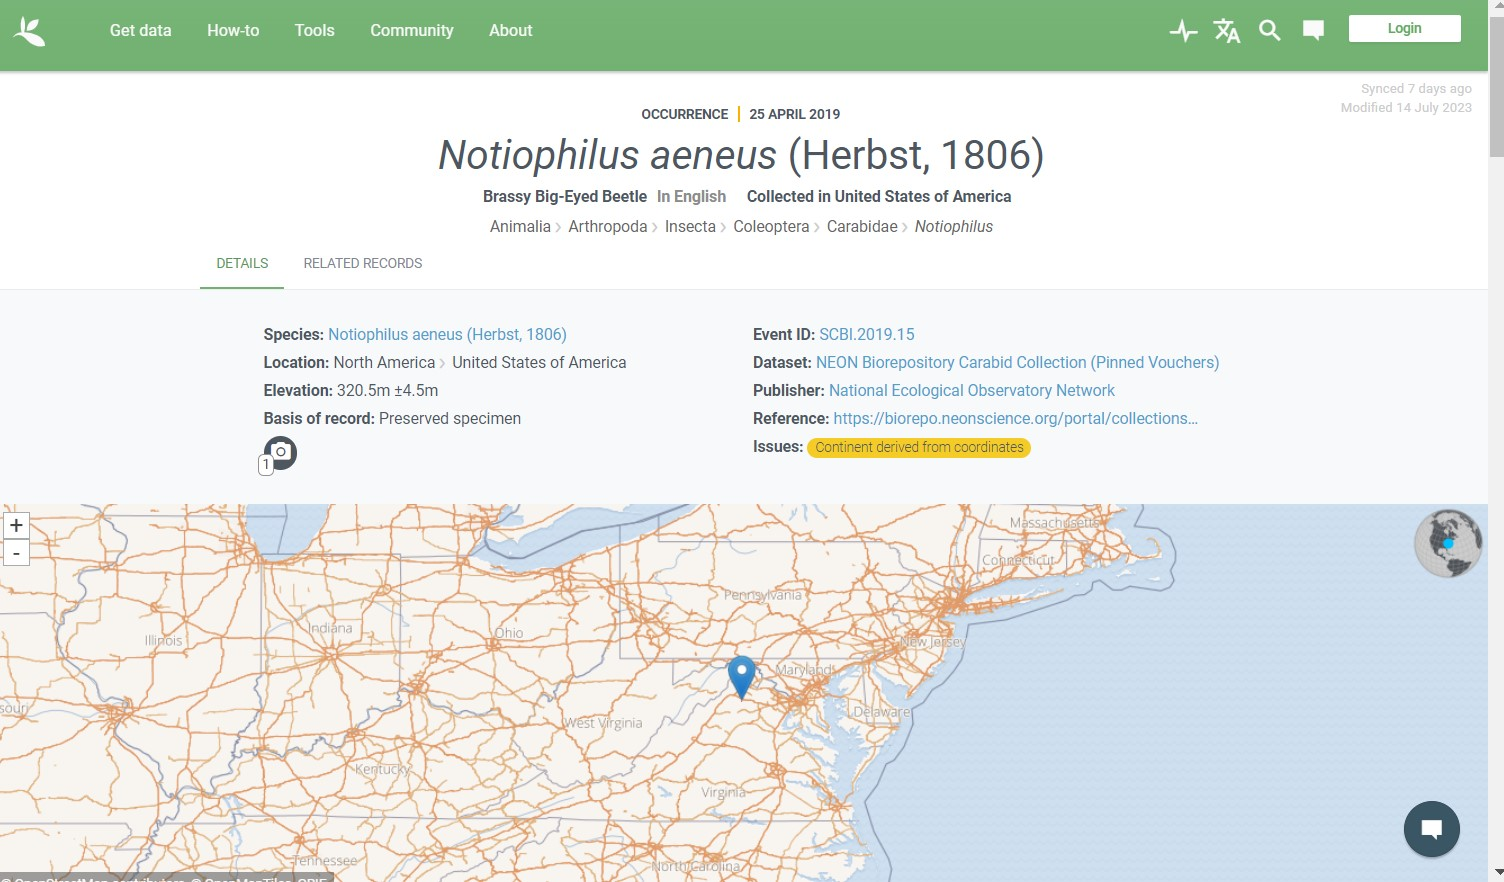 Get data How-to Tools Community About Login
Synced 7 days ago
Modified 14 July 2023
OCCURRENCE 25 APRIL 2019
Notiophilus aeneus (Herbst, 1806)
Brassy Big-Eyed Beetle In English Collected in United States of America
Animalia › Arthropoda › Insecta › Coleoptera › Carabidae › Notiophilus
DETAILS RELATED RECORDS
Species: Notiophilus aeneus (Herbst, 1806)
Location: North America › United States of America
Elevation: 320.5m ±4.5m
Basis of record: Preserved specimen
1
Event ID: SCBI.2019.15
Dataset: NEON Biorepository Carabid Collection (Pinned Vouchers)
Publisher: National Ecological Observatory Network
Reference: https://biorepo.neonscience.org/portal/collections…
Issues: Continent derived from coordinates
+
-
Massachusetts
Connecticut
Pennsylvania
Indiana
Ohio
Illinois
New Jersey
Maryland
souri
Delaware
West Virginia
Kentucky
Virginia
Tennessee
North Carolina
© OpenStreetMap contributors, © OpenMapTiles, GBIF